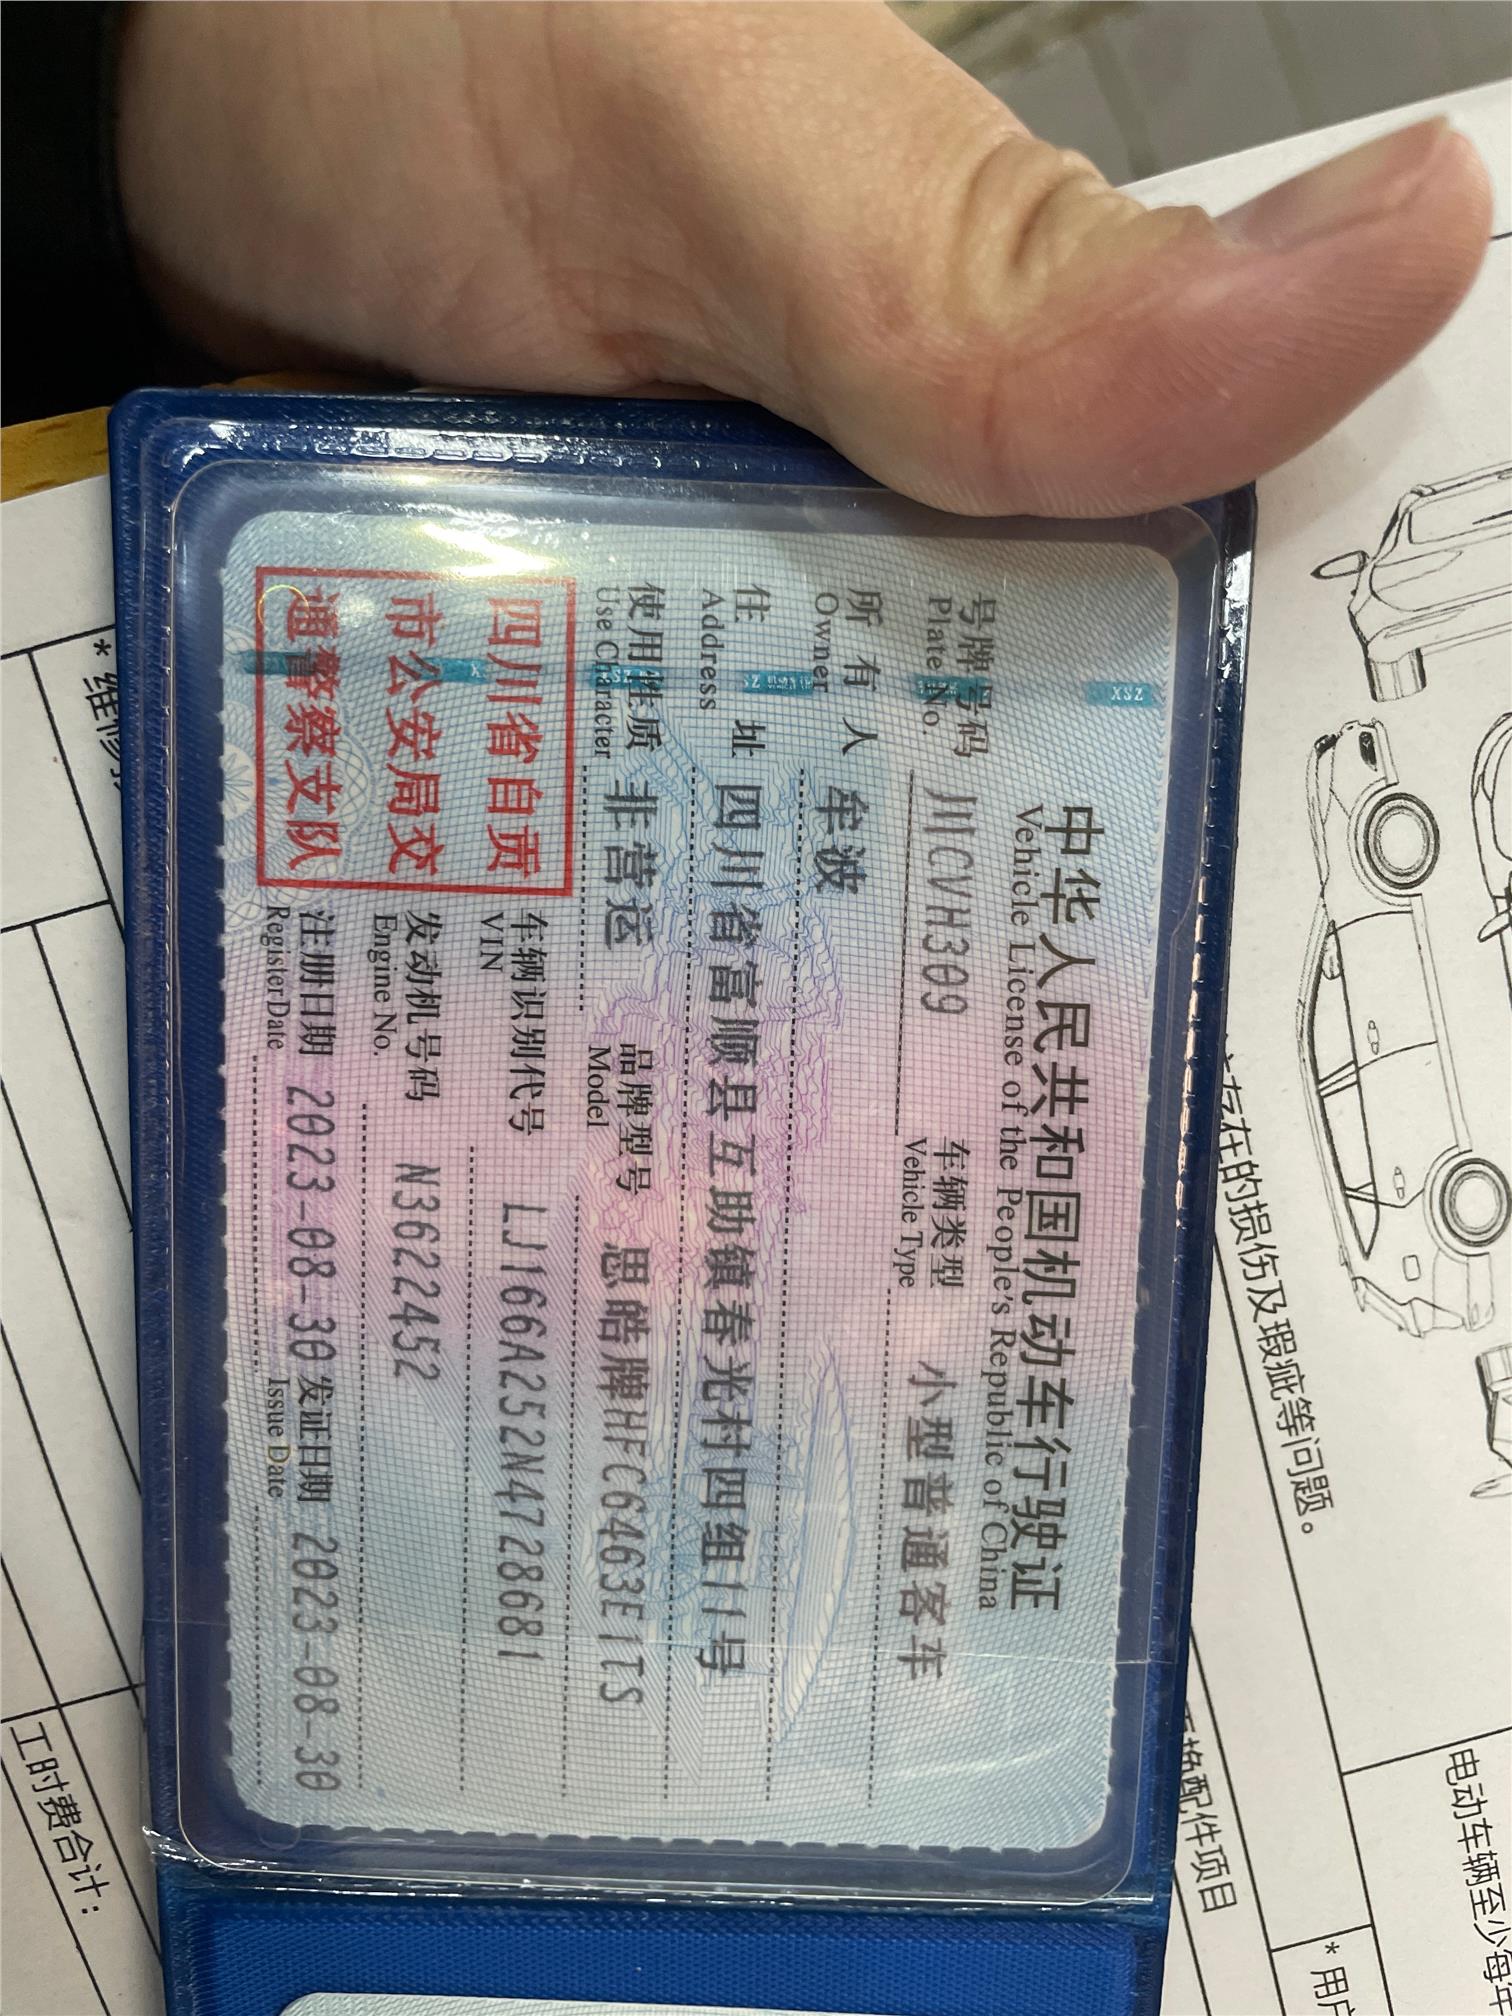 中华人民共和国机动车行驶证
Vehicle License of the People's Republic of China
号牌号码 川CVH309 车辆类型 小型普通客车
Plate No. Vehicle Type
所有人 牟波
Owner
住址 四川省富顺县互助镇春光村四组11号
Address
使用性质 非营运 品牌型号 思皓牌HFC6463E1TS
Use Character Model
四川省自贡
市公安局交
通警察支队
车辆识别代号 LJ166A252N4728681
VIN
发动机号码 N3622452
Engine No.
注册日期 2023-08-30 发证日期 2023-08-30
Register Date Issue Date
存在的损伤及瑕疵等问题。
换配件项目
* 用户
电动车辆至少每年
* 维修
工时费合计：